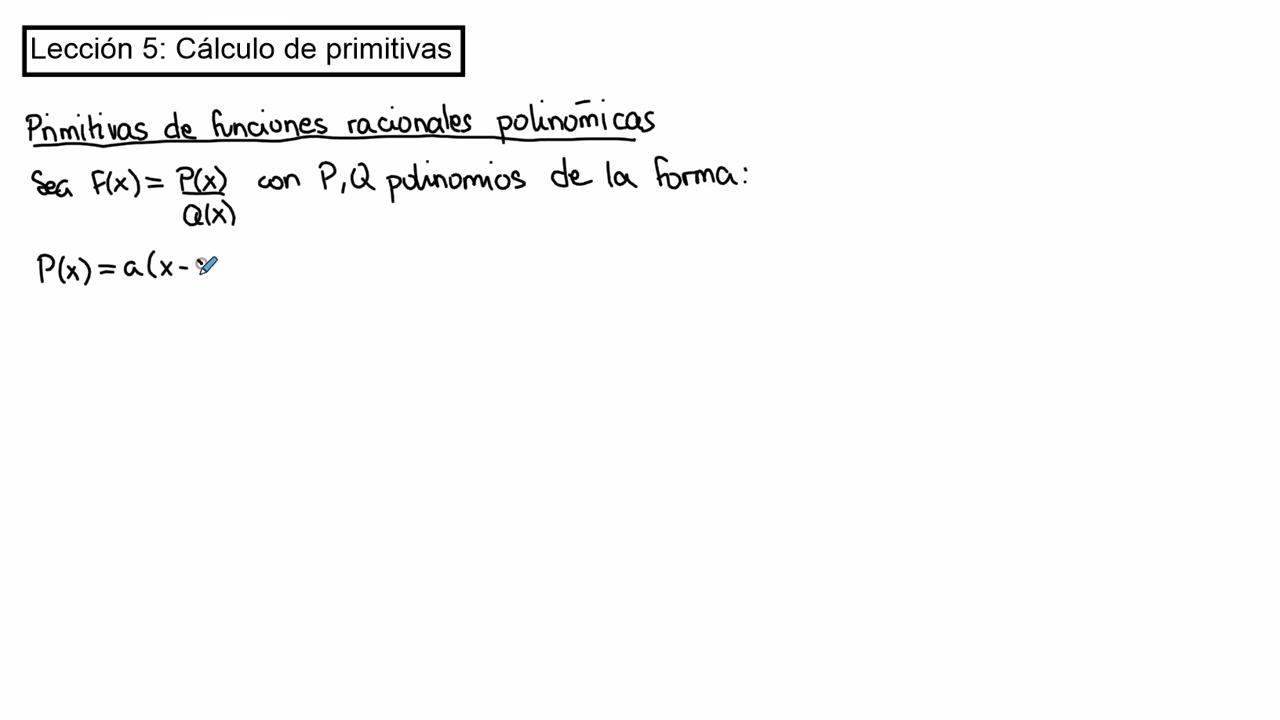 Lección 5: Cálculo de primitivas
Primitivas de funciones racionales polinómicas
Sea F(x) = P(x)/Q(x) con P, Q polinomios de la forma:
P(x) = a(x -